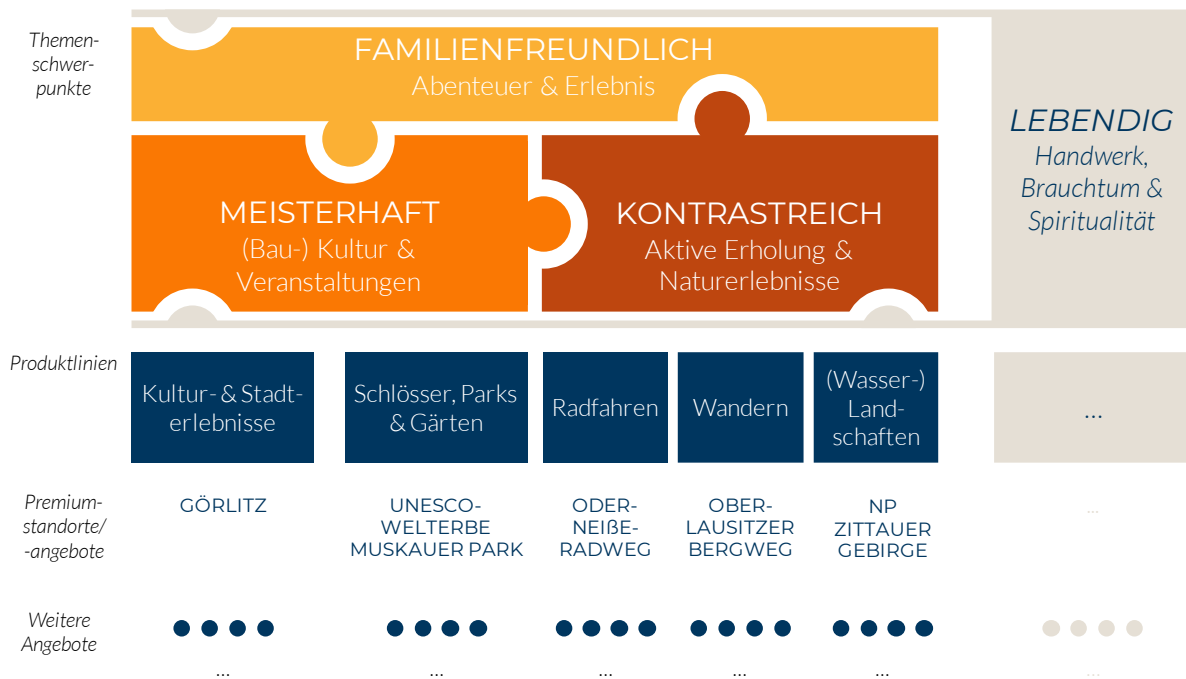 Themen-
schwer-
punkte
FAMILIENFREUNDLICH
Abenteuer & Erlebnis
MEISTERHAFT
(Bau-) Kultur &
Veranstaltungen
KONTRASTREICH
Aktive Erholung &
Naturerlebnisse
LEBENDIG
Handwerk,
Brauchtum &
Spiritualität
Produktlinien
Kultur- & Stadt-
erlebnisse
Schlösser, Parks
& Gärten
Radfahren
Wandern
(Wasser-)
Land-
schaften
...
Premium-
standorte/
-angebote
GÖRLITZ
UNESCO-
WELTERBE
MUSKAUER PARK
ODER-
NEIßE-
RADWEG
OBER-
LAUSITZER
BERGWEG
NP
ZITTAUER
GEBIRGE
...
Weitere
Angebote
...
...
...
...
...
...